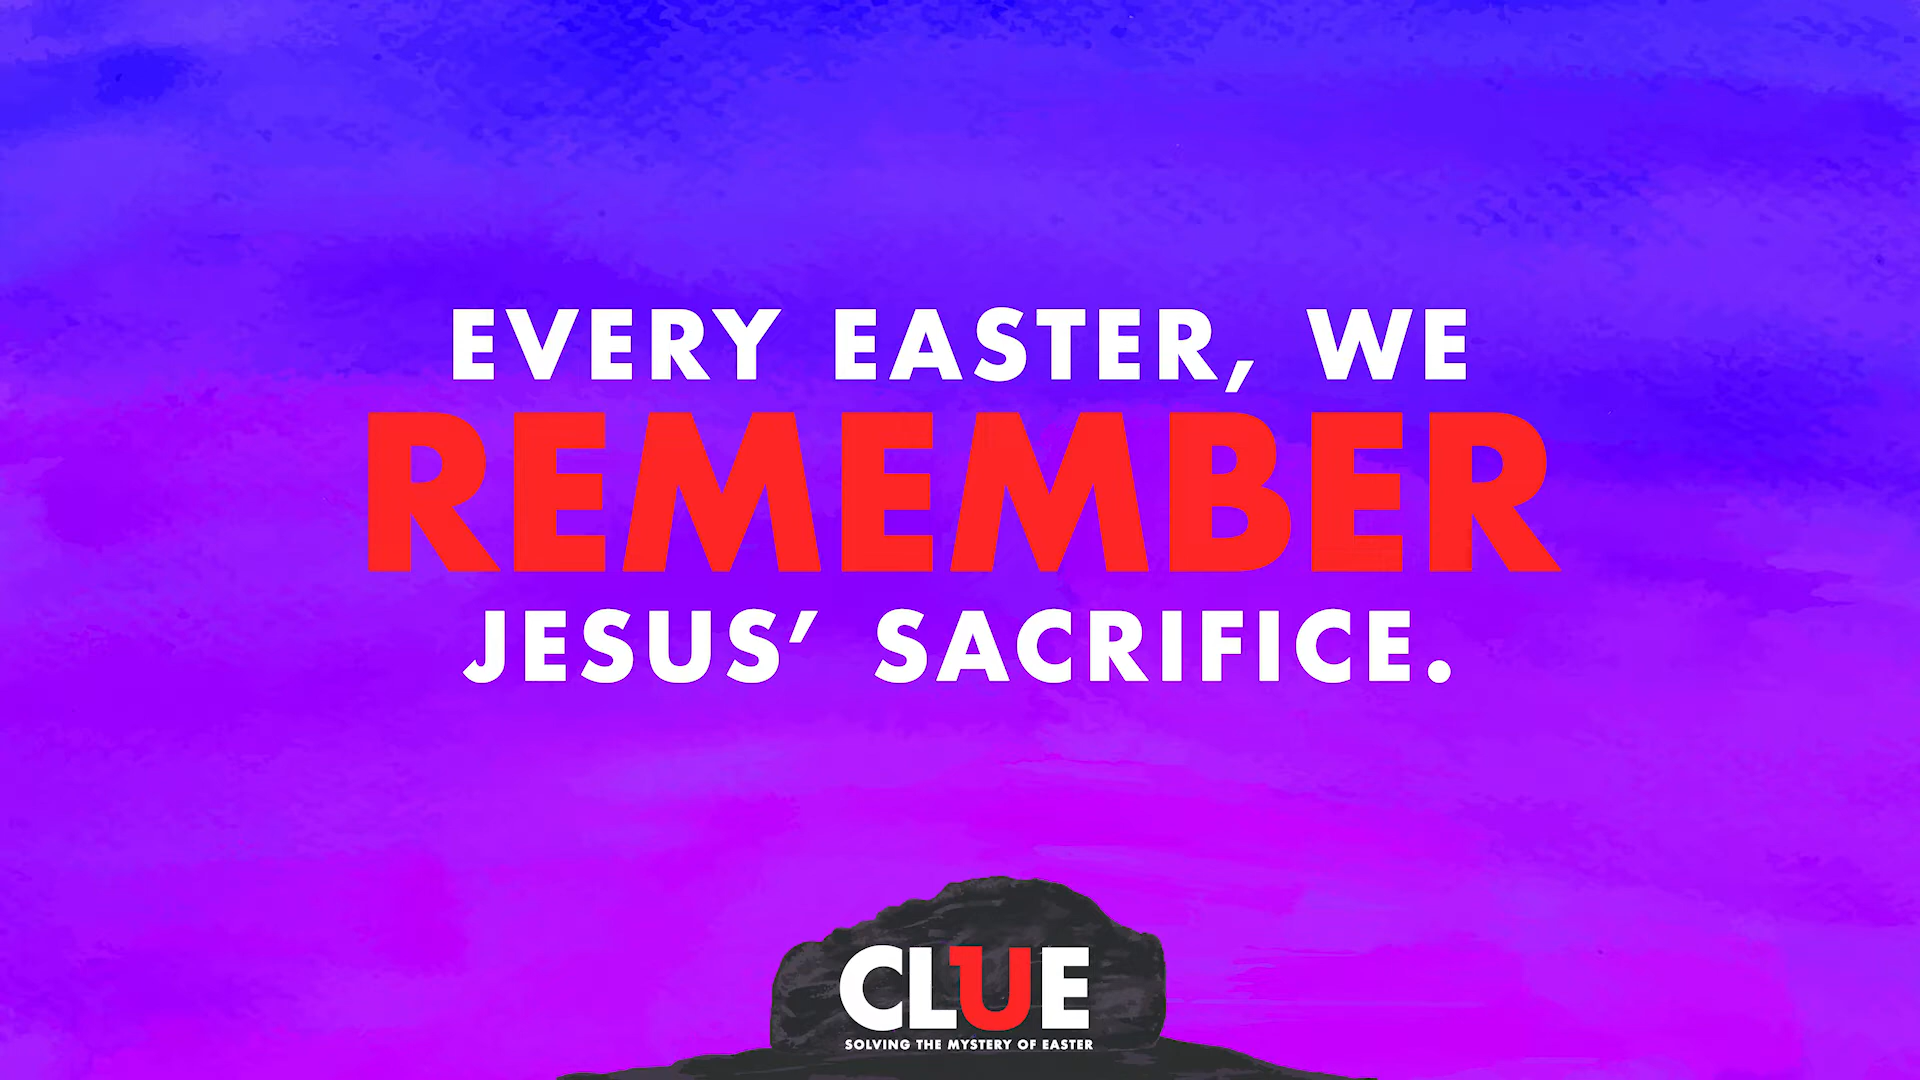 EVERY EASTER, WE
REMEMBER
JESUS’ SACRIFICE.
CLUE
SOLVING THE MYSTERY OF EASTER